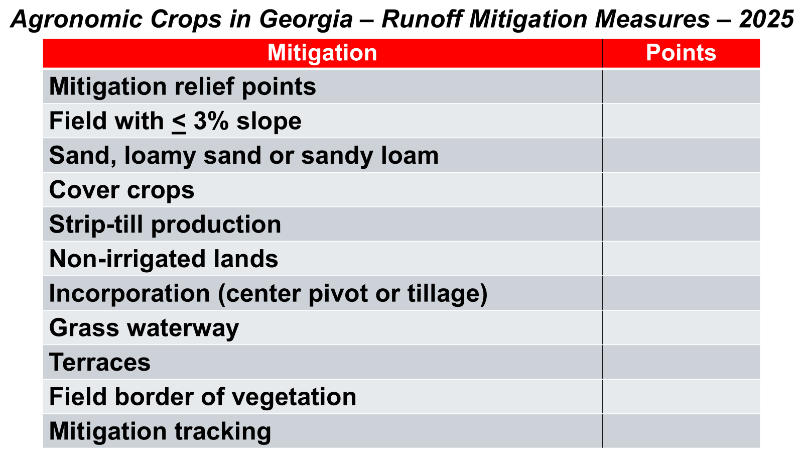 Agronomic Crops in Georgia – Runoff Mitigation Measures – 2025
Mitigation Points
Mitigation relief points
Field with ≤ 3% slope
Sand, loamy sand or sandy loam
Cover crops
Strip-till production
Non-irrigated lands
Incorporation (center pivot or tillage)
Grass waterway
Terraces
Field border of vegetation
Mitigation tracking